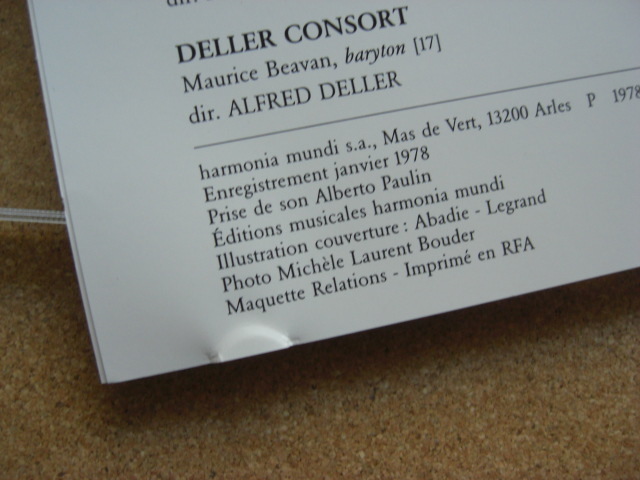 DELLER CONSORT
Maurice Beavan, baryton [17]
dir. ALFRED DELLER
harmonia mundi s.a., Mas de Vert, 13200 Arles P 1978
Enregistrement janvier 1978
Prise de son Alberto Paulin
Éditions musicales harmonia mundi
Illustration couverture : Abadie - Legrand
Photo Michèle Laurent Bouder
Maquette Relations - Imprimé en RFA